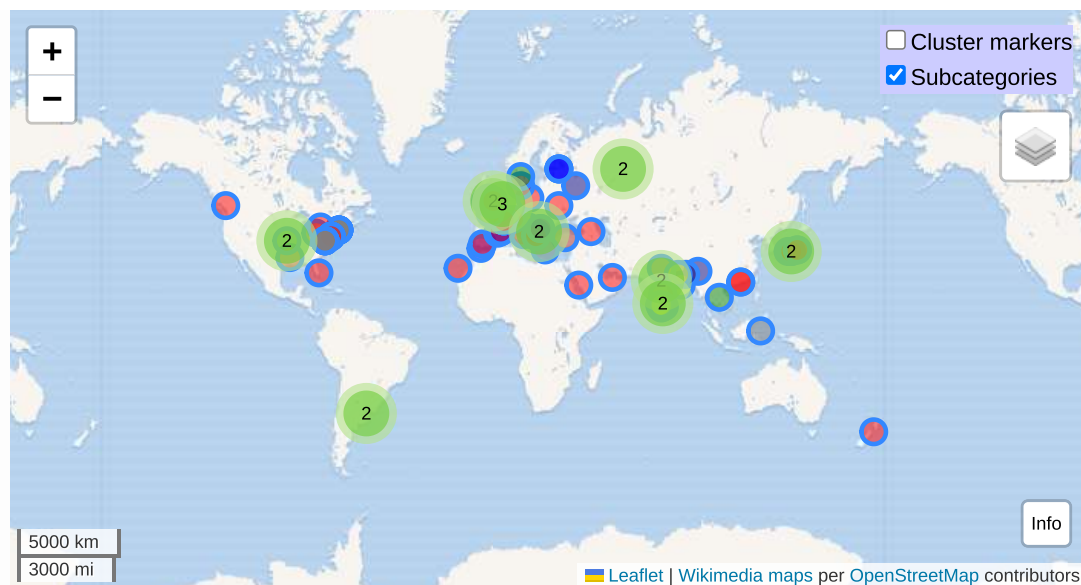 +
−
Cluster markers
Subcategories
2
2
3
2
2
2
2
2
2
Info
5000 km
3000 mi
Leaflet | Wikimedia maps per OpenStreetMap contributors